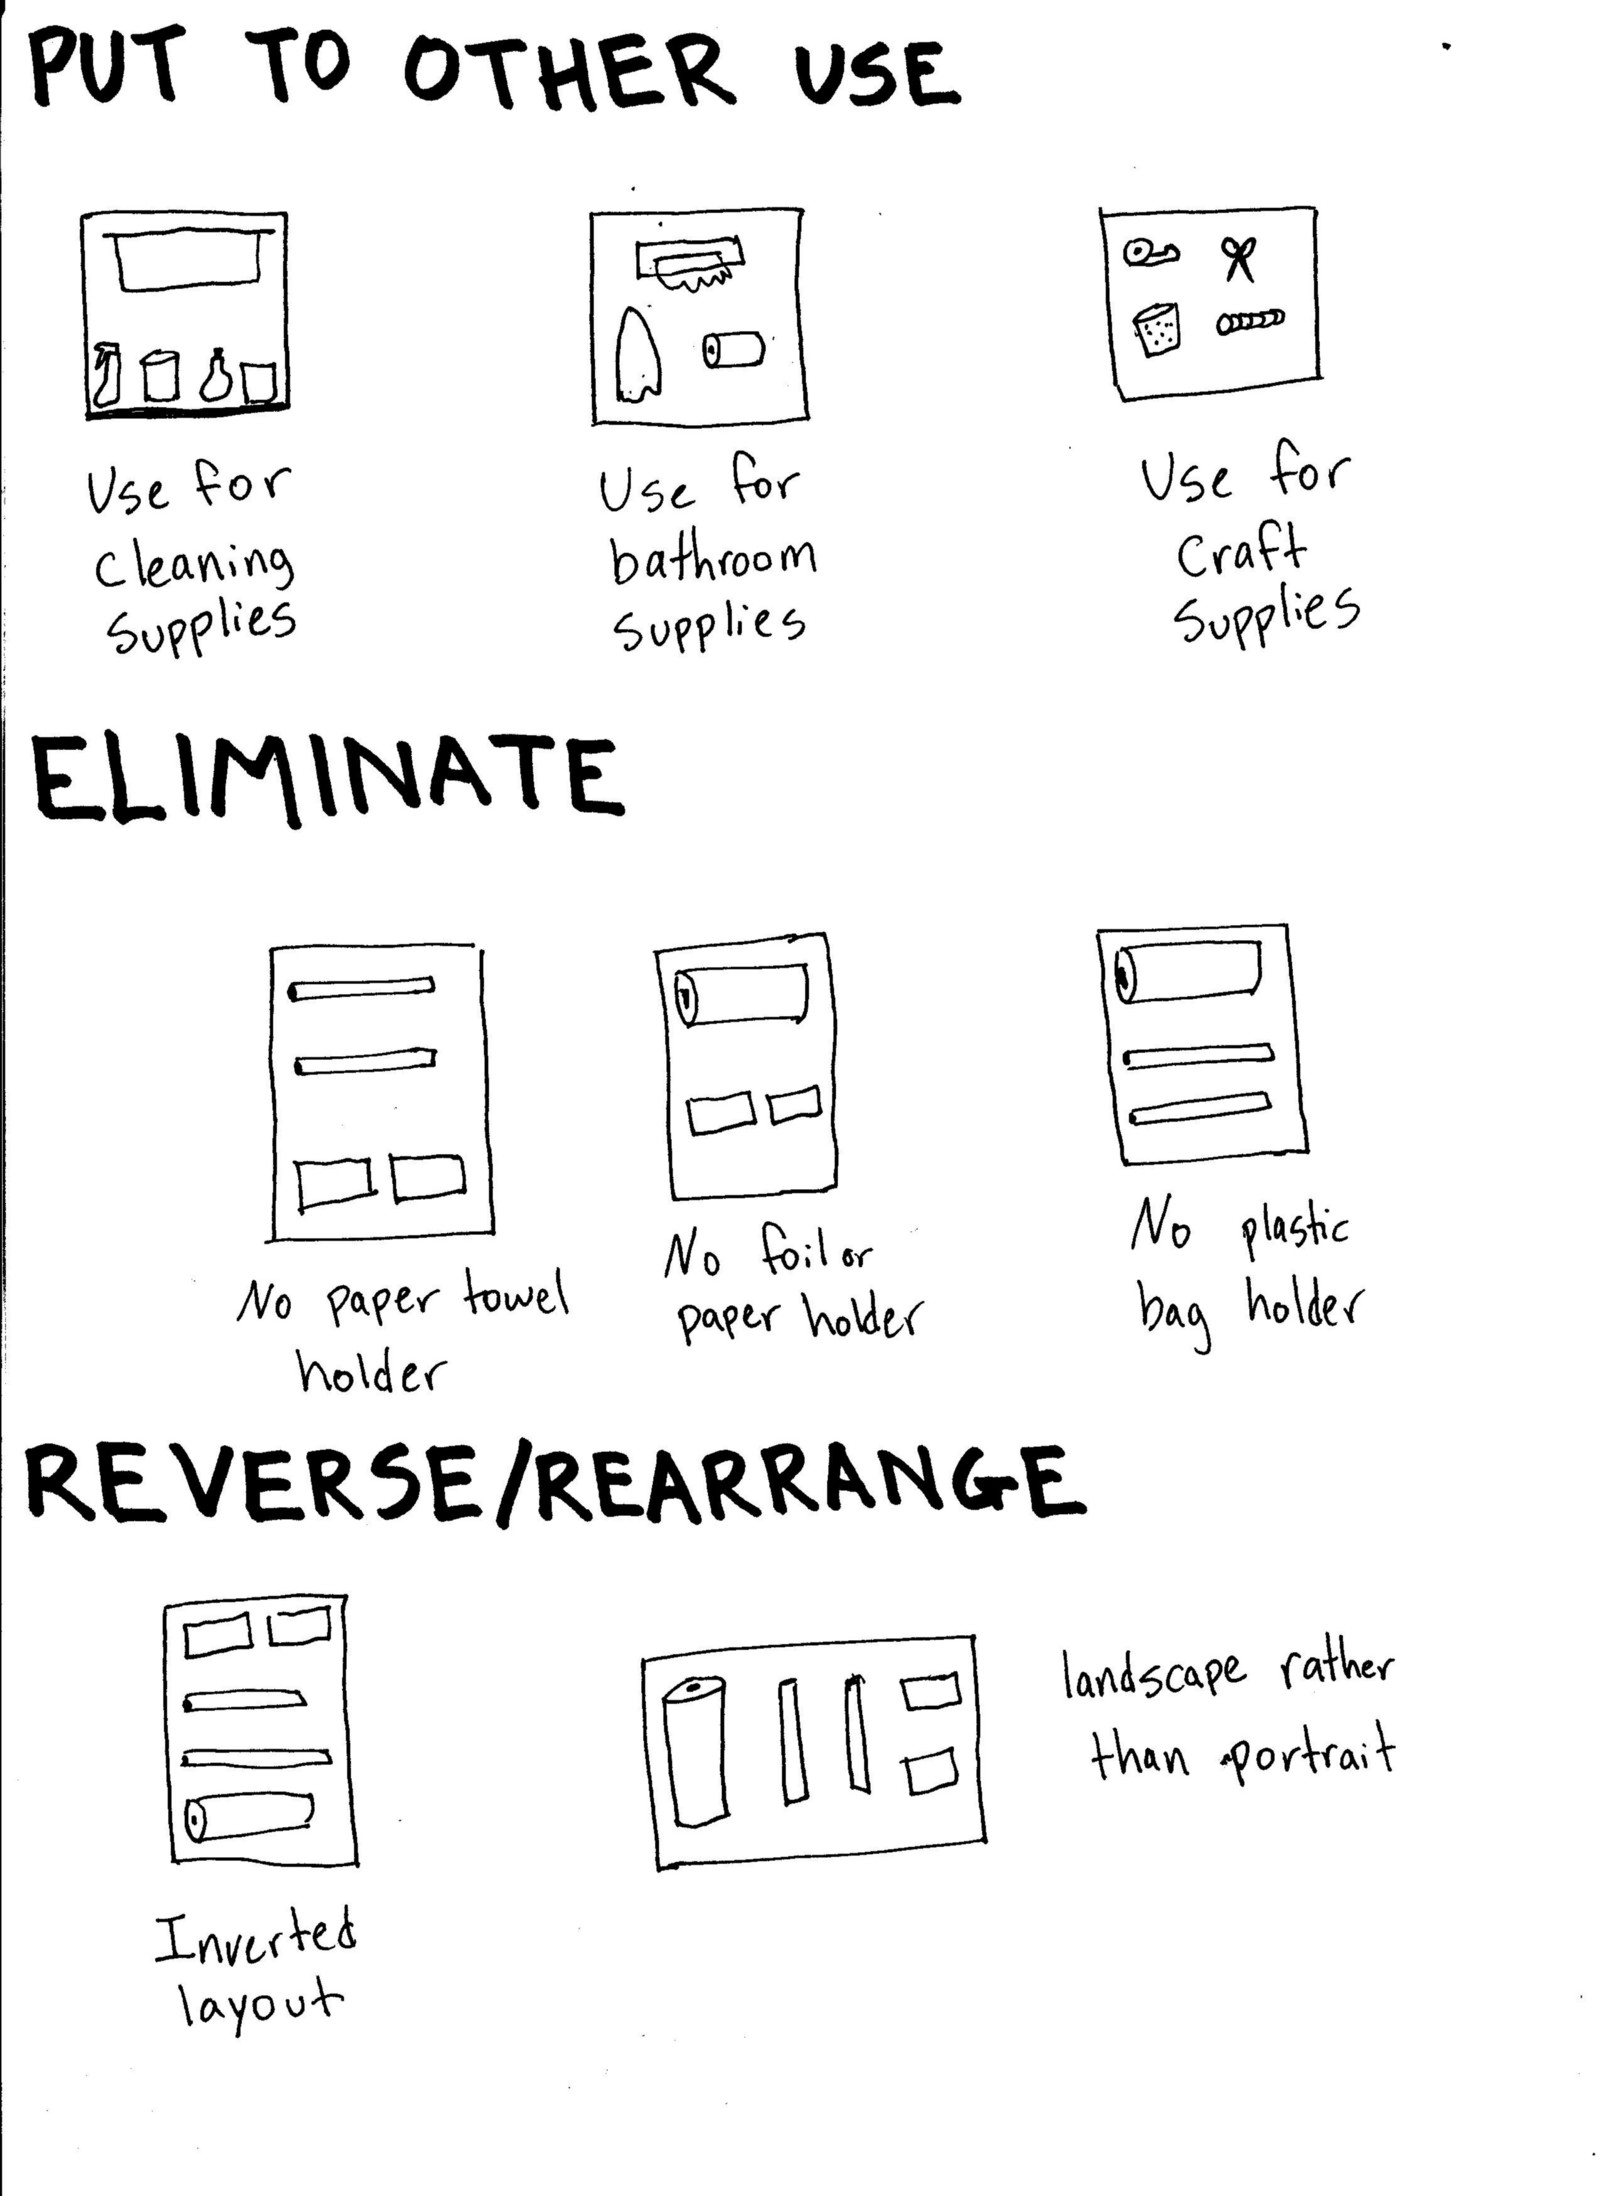 PUT TO OTHER USE
Use for
cleaning
supplies
Use for
bathroom
supplies
Use for
Craft
Supplies
ELIMINATE
No paper towel
holder
No foil or
paper holder
No plastic
bag holder
REVERSE/REARRANGE
Inverted
layout
landscape rather
than portrait